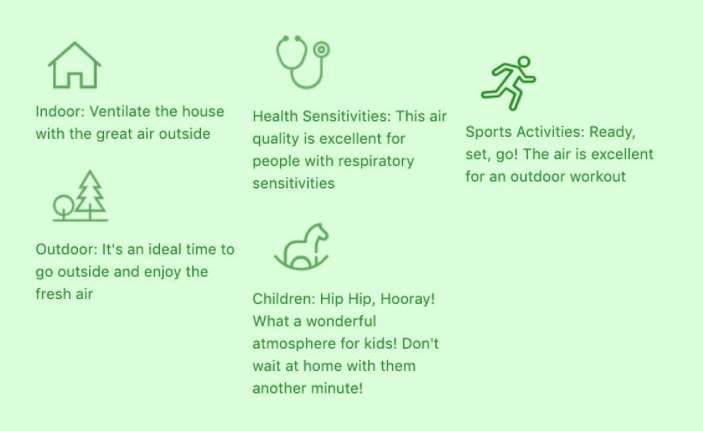 Indoor: Ventilate the house
with the great air outside
Outdoor: It's an ideal time to
go outside and enjoy the
fresh air
Health Sensitivities: This air
quality is excellent for
people with respiratory
sensitivities
Children: Hip Hip, Hooray!
What a wonderful
atmosphere for kids! Don't
wait at home with them
another minute!
Sports Activities: Ready,
set, go! The air is excellent
for an outdoor workout